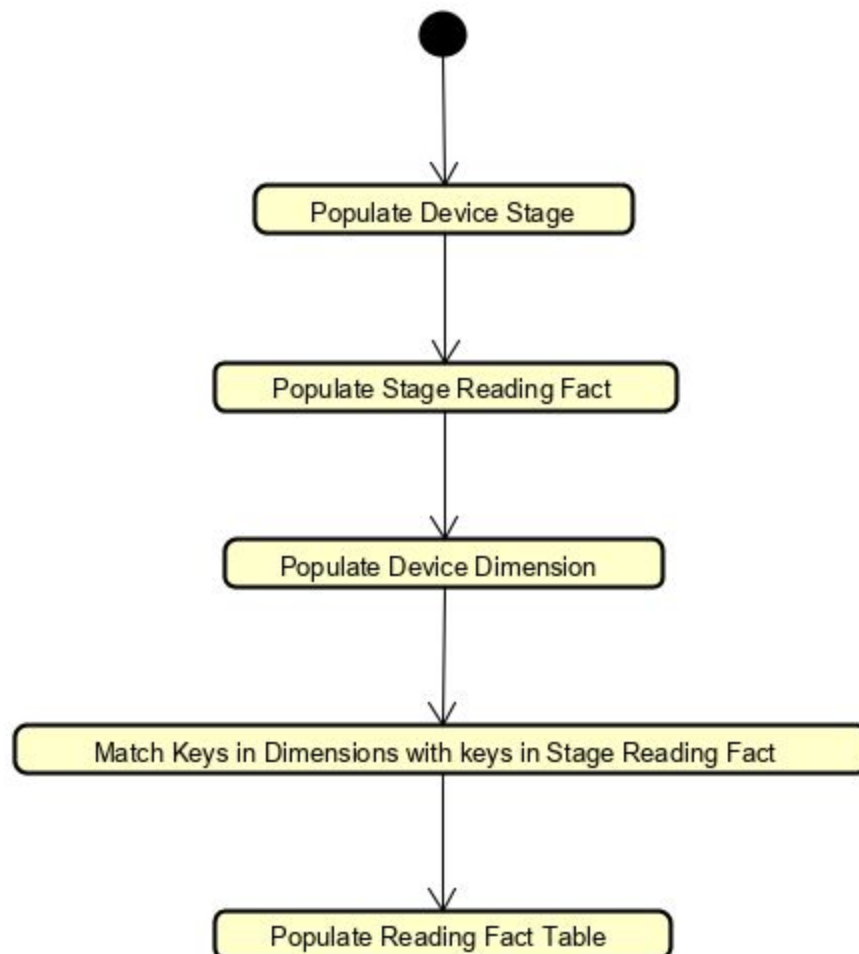 Populate Device Stage
Populate Stage Reading Fact
Populate Device Dimension
Match Keys in Dimensions with keys in Stage Reading Fact
Populate Reading Fact Table